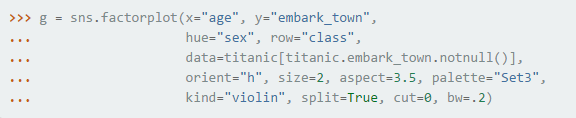 >>> g = sns.factorplot(x="age", y="embark_town",
...                    hue="sex", row="class",
...                    data=titanic[titanic.embark_town.notnull()],
...                    orient="h", size=2, aspect=3.5, palette="Set3",
...                    kind="violin", split=True, cut=0, bw=.2)